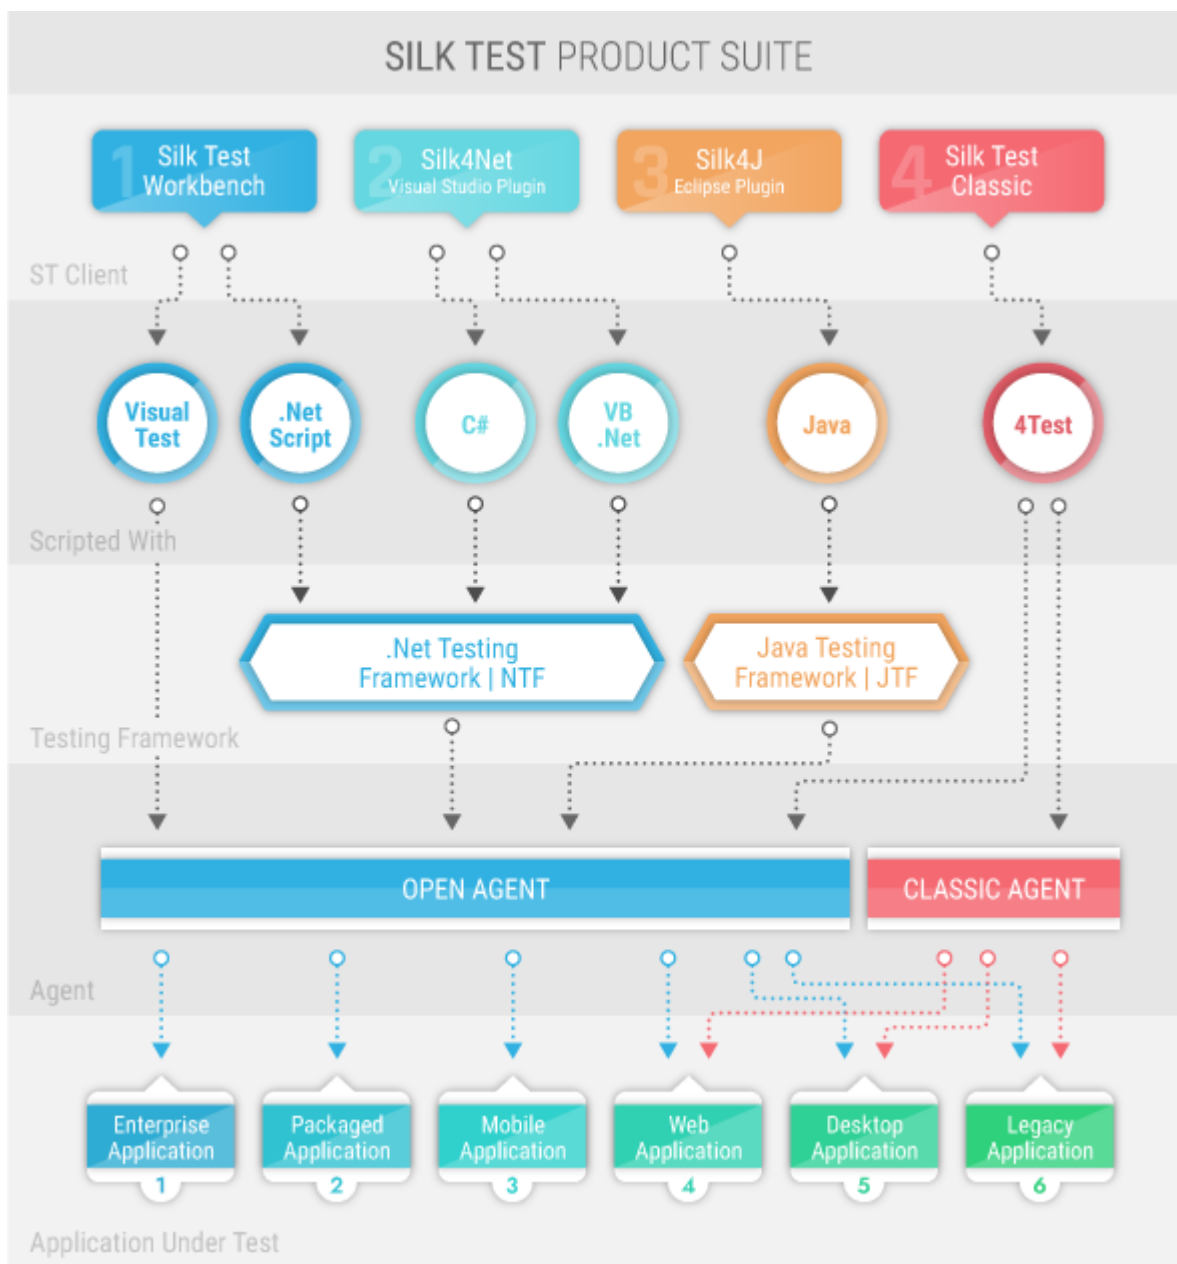 SILK TEST PRODUCT SUITE
1
Silk Test
Workbench
2
Silk4Net
Visual Studio Plugin
3
Silk4J
Eclipse Plugin
4
Silk Test
Classic
ST Client
Visual
Test
.Net
Script
C#
VB
.Net
Java
4Test
Scripted With
.Net Testing
Framework | NTF
Java Testing
Framework | JTF
Testing Framework
OPEN AGENT
CLASSIC AGENT
Agent
Enterprise
Application
1
Packaged
Application
2
Mobile
Application
3
Web
Application
4
Desktop
Application
5
Legacy
Application
6
Application Under Test